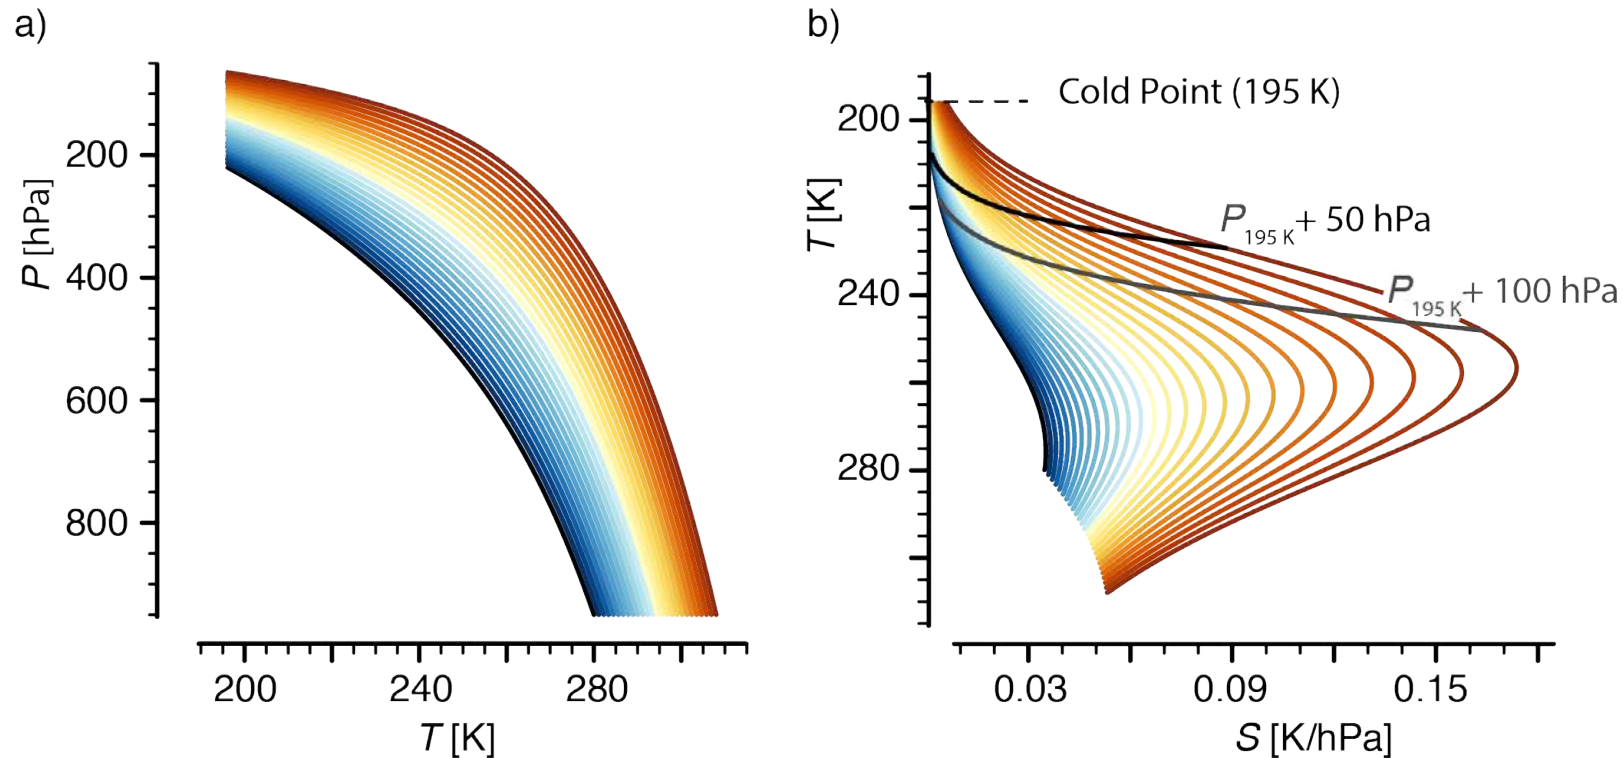 a)
200
400
600
800
P [hPa]
200 240 280
T [K]
b)
Cold Point (195 K)
200
240
280
T [K]
P195 K+ 50 hPa
P195 K+ 100 hPa
0.03 0.09 0.15
S [K/hPa]